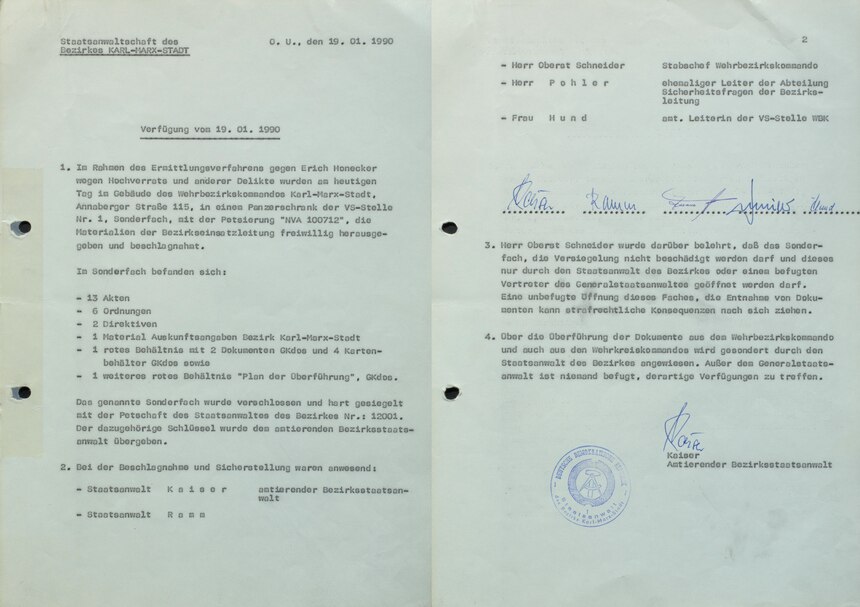 Staatsanwaltschaft des
Bezirkes KARL-MARX-STADT
O. U., den 19. 01. 1990
Verfügung vom 19. 01. 1990
1. Im Rahmen des Ermittlungsverfahrens gegen Erich Honecker
wegen Hochverrats und anderer Delikte wurden am heutigen
Tag im Gebäude des Wehrbezirkskommandos Karl-Marx-Stadt,
Annaberger Straße 115, in einem Panzerschrank der VS-Stelle
Nr. 1, Sonderfach, mit der Petsierung "NVA 100712", die
Materialien der Bezirkseinsatzleitung freiwillig herausge-
geben und beschlagnahmt.
Im Sonderfach befanden sich:
- 13 Akten
- 6 Ordnungen
- 2 Direktiven
- 1 Material Auskunftsangaben Bezirk Karl-Marx-Stadt
- 1 rotes Behältnis mit 2 Dokumenten GKdos und 4 Karten-
behälter GKdos sowie
- 1 weiteres rotes Behältnis "Plan der Überführung", GKdos.
Das genannte Sonderfach wurde verschlossen und hart gesiegelt
mit der Petschaft des Staatsanwaltes des Bezirkes Nr.: 12001.
Der dazugehörige Schlüssel wurde dem amtierenden Bezirksstaats-
anwalt übergeben.
2. Bei der Beschlagnahme und Sicherstellung waren anwesend:
- Staatsanwalt K a i s e r amtierender Bezirksstaatsan-
walt
- Staatsanwalt R a m m
2
- Herr Oberst Schneider Stabschef Wehrbezirkskommando
- Herr P ö h l e r ehemaliger Leiter der Abteilung
Sicherheitsfragen der Bezirks-
leitung
- Frau H u n d amt. Leiterin der VS-Stelle WBK
3. Herr Oberst Schneider wurde darüber belehrt, daß das Sonder-
fach, die Versiegelung nicht beschädigt werden darf und dieses
nur durch den Staatsanwalt des Bezirkes oder einem befugten
Vertreter des Generalstaatsanwaltes geöffnet werden darf.
Eine unbefugte Öffnung dieses Faches, die Entnahme von Doku-
menten kann strafrechtliche Konsequenzen nach sich ziehen.
4. Über die Überführung der Dokumente aus dem Wehrbezirkskommando
und auch aus den Wehrkreiskommandos wird gesondert durch den
Staatsanwalt des Bezirkes angewiesen. Außer dem Generalstaats-
anwalt ist niemand befugt, derartige Verfügungen zu treffen.
Kaiser
Amtierender Bezirksstaatsanwalt
Staatsanwalt
des Bezirks Karl-Marx-Stadt